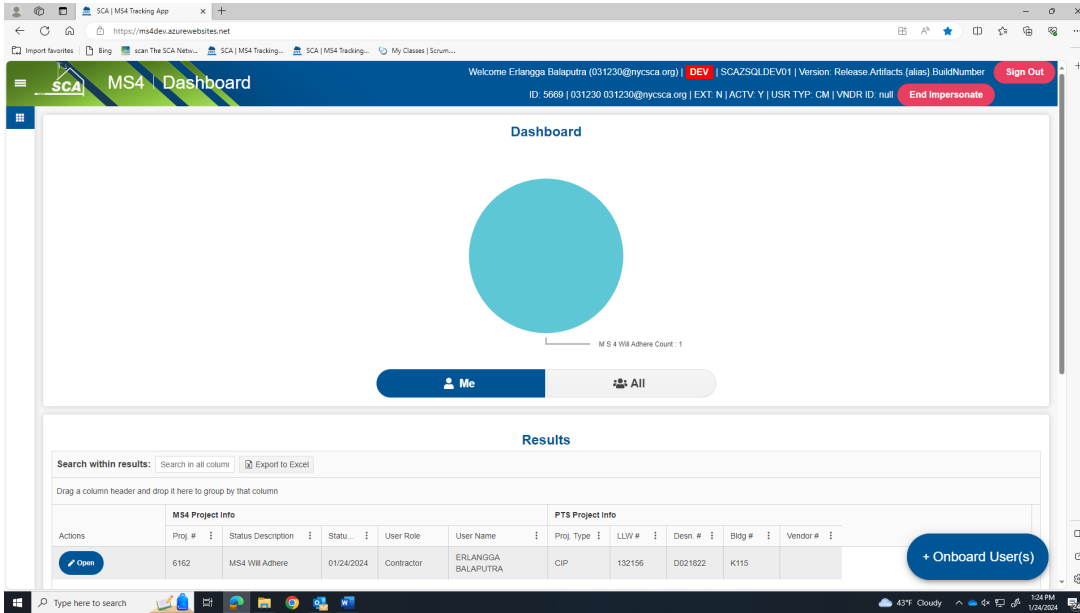 SCA | MS4 Tracking App
https://ms4dev.azurewebsites.net
Import favorites
Bing
scan The SCA Netw...
SCA | MS4 Tracking...
SCA | MS4 Tracking...
My Classes | Scrum....
SCA
MS4 | Dashboard
Welcome Erlangga Balaputra (031230@nycsca.org) | DEV | SCAZSQLDEV01 | Version: Release.Artifacts.{alias}.BuildNumber
Sign Out
ID: 5669 | 031230 031230@nycsca.org | EXT: N | ACTV: Y | USR TYP: CM | VNDR ID: null
End Impersonate
Dashboard
M S 4 Will Adhere Count : 1
Me
All
Results
Search within results:
Search in all column
Export to Excel
Drag a column header and drop it here to group by that column
MS4 Project Info
PTS Project Info
Actions
Proj. #
Status Description
Statu...
User Role
User Name
Proj. Type
LLW #
Desn. #
Bldg #
Vendor #
Open
6162
MS4 Will Adhere
01/24/2024
Contractor
ERLANGGA
BALAPUTRA
CIP
132156
D021822
K115
+ Onboard User(s)
Type here to search
43°F Cloudy
1:24 PM
1/24/2024